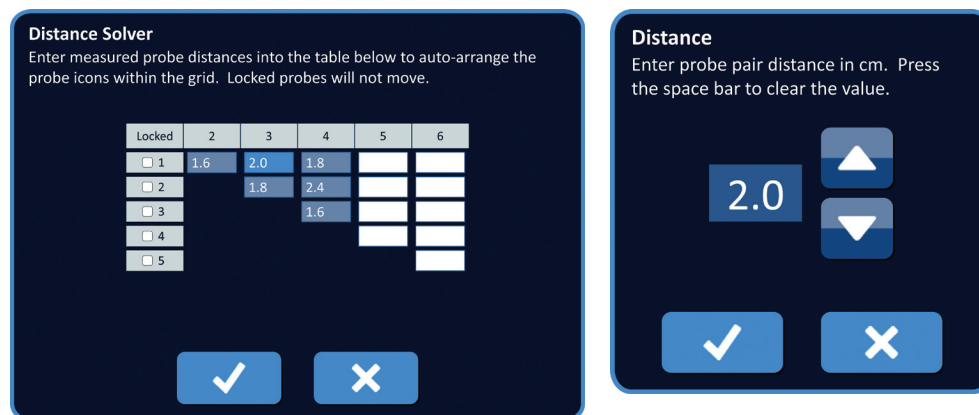 Distance Solver
Enter measured probe distances into the table below to auto-arrange the
probe icons within the grid. Locked probes will not move.
Locked 2 3 4 5 6
1 1.6 2.0 1.8
2 1.8 2.4
3 1.6
4
5
Distance
Enter probe pair distance in cm. Press
the space bar to clear the value.
2.0